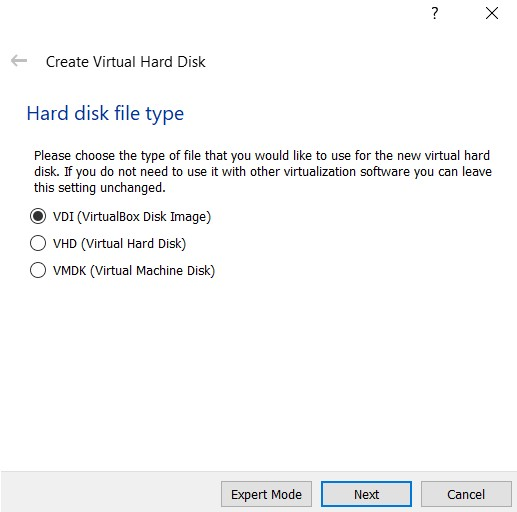 ?
Create Virtual Hard Disk
Hard disk file type
Please choose the type of file that you would like to use for the new virtual hard
disk. If you do not need to use it with other virtualization software you can leave
this setting unchanged.
VDI (VirtualBox Disk Image)
VHD (Virtual Hard Disk)
VMDK (Virtual Machine Disk)
Expert Mode Next Cancel